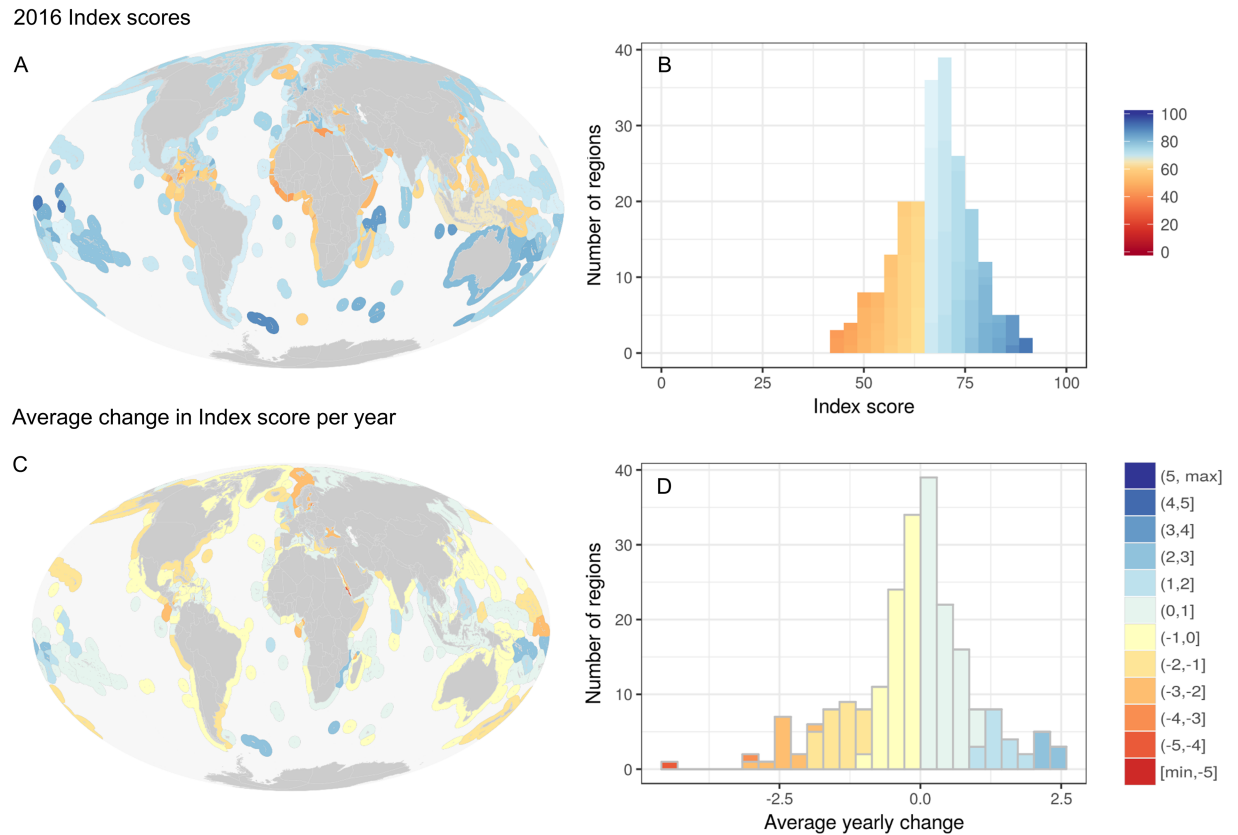 2016 Index scores
A
B
40
30
20
10
0
Number of regions
0
25
50
75
100
Index score
100
80
60
40
20
0
Average change in Index score per year
C
D
40
30
20
10
0
Number of regions
-2.5
0.0
2.5
Average yearly change
(5, max]
(4,5]
(3,4]
(2,3]
(1,2]
(0,1]
(-1,0]
(-2,-1]
(-3,-2]
(-4,-3]
(-5,-4]
[min,-5]